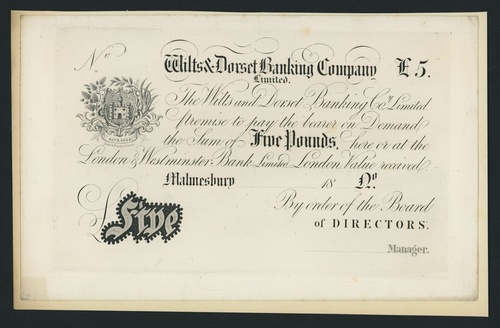 No
Wilts & Dorset Banking Company £5.
Limited.
The Wilts and Dorset Banking Coy. Limited
promise to pay the bearer on Demand
the Sum of Five Pounds, here or at the
London & Westminster Bank Limited London Value received,
Malmesbury 18 No.
£Five
By order of the Board
of DIRECTORS.
Manager.